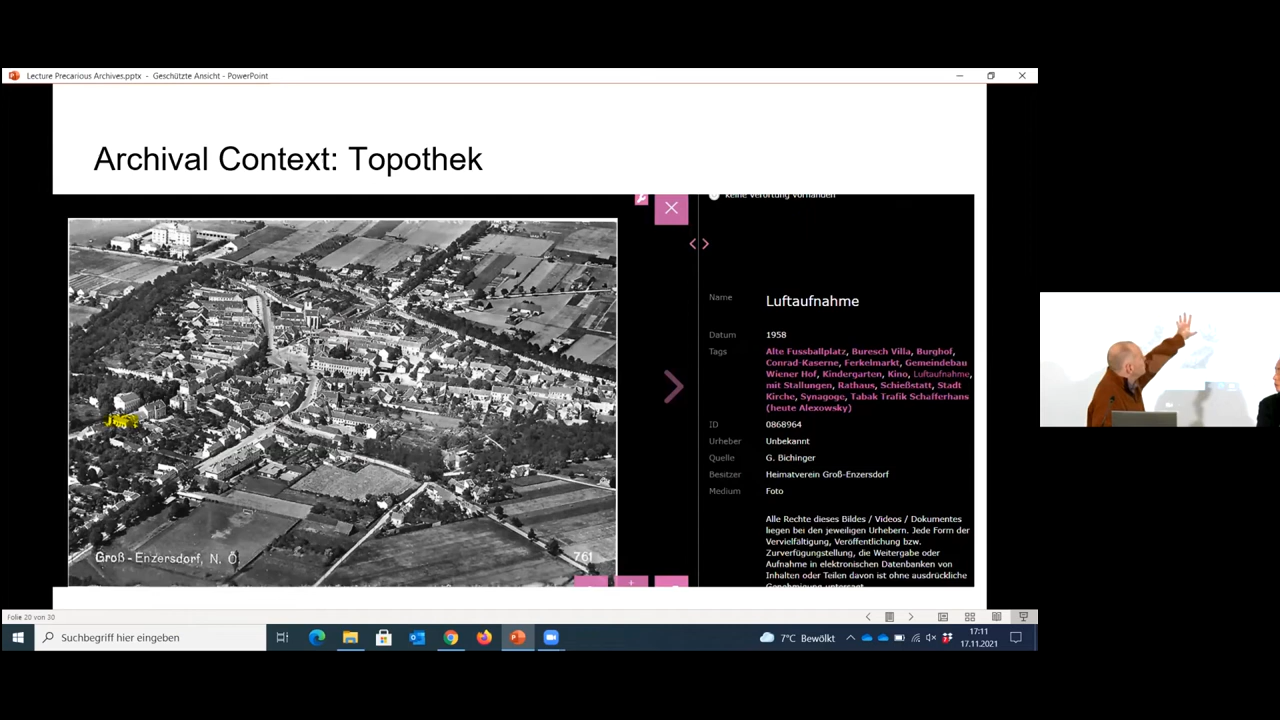 Lecture Precarious Archives.pptx - Geschützte Ansicht - PowerPoint
Archival Context: Topothek
keine Verortung vorhanden
Name Luftaufnahme
Datum 1958
Tags Alte Fussballplatz, Buresch Villa, Burghof,
Conrad-Kaserne, Ferkelmarkt, Gemeindebau
Wiener Hof, Kindergarten, Kino, Luftaufnahme,
mit Stallungen, Rathaus, Schießstatt, Stadt
Kirche, Synagoge, Tabak Trafik Schafferhans
(heute Alexowsky)
ID 0868964
Urheber Unbekannt
Quelle G. Bichinger
Besitzer Heimatverein Groß-Enzersdorf
Medium Foto
Alle Rechte dieses Bildes / Videos / Dokumentes
liegen bei den jeweiligen Urhebern. Jede Form der
Vervielfältigung, Veröffentlichung bzw.
Zurverfügungstellung, die Weitergabe oder
Aufnahme in elektronischen Datenbanken von
Inhalten oder Teilen davon ist ohne ausdrückliche
Genehmigung untersagt.
Groß-Enzersdorf, N. Ö. 761
Folie 20 von 30
Suchbegriff hier eingeben
7°C Bewölkt
17:11
17.11.2021